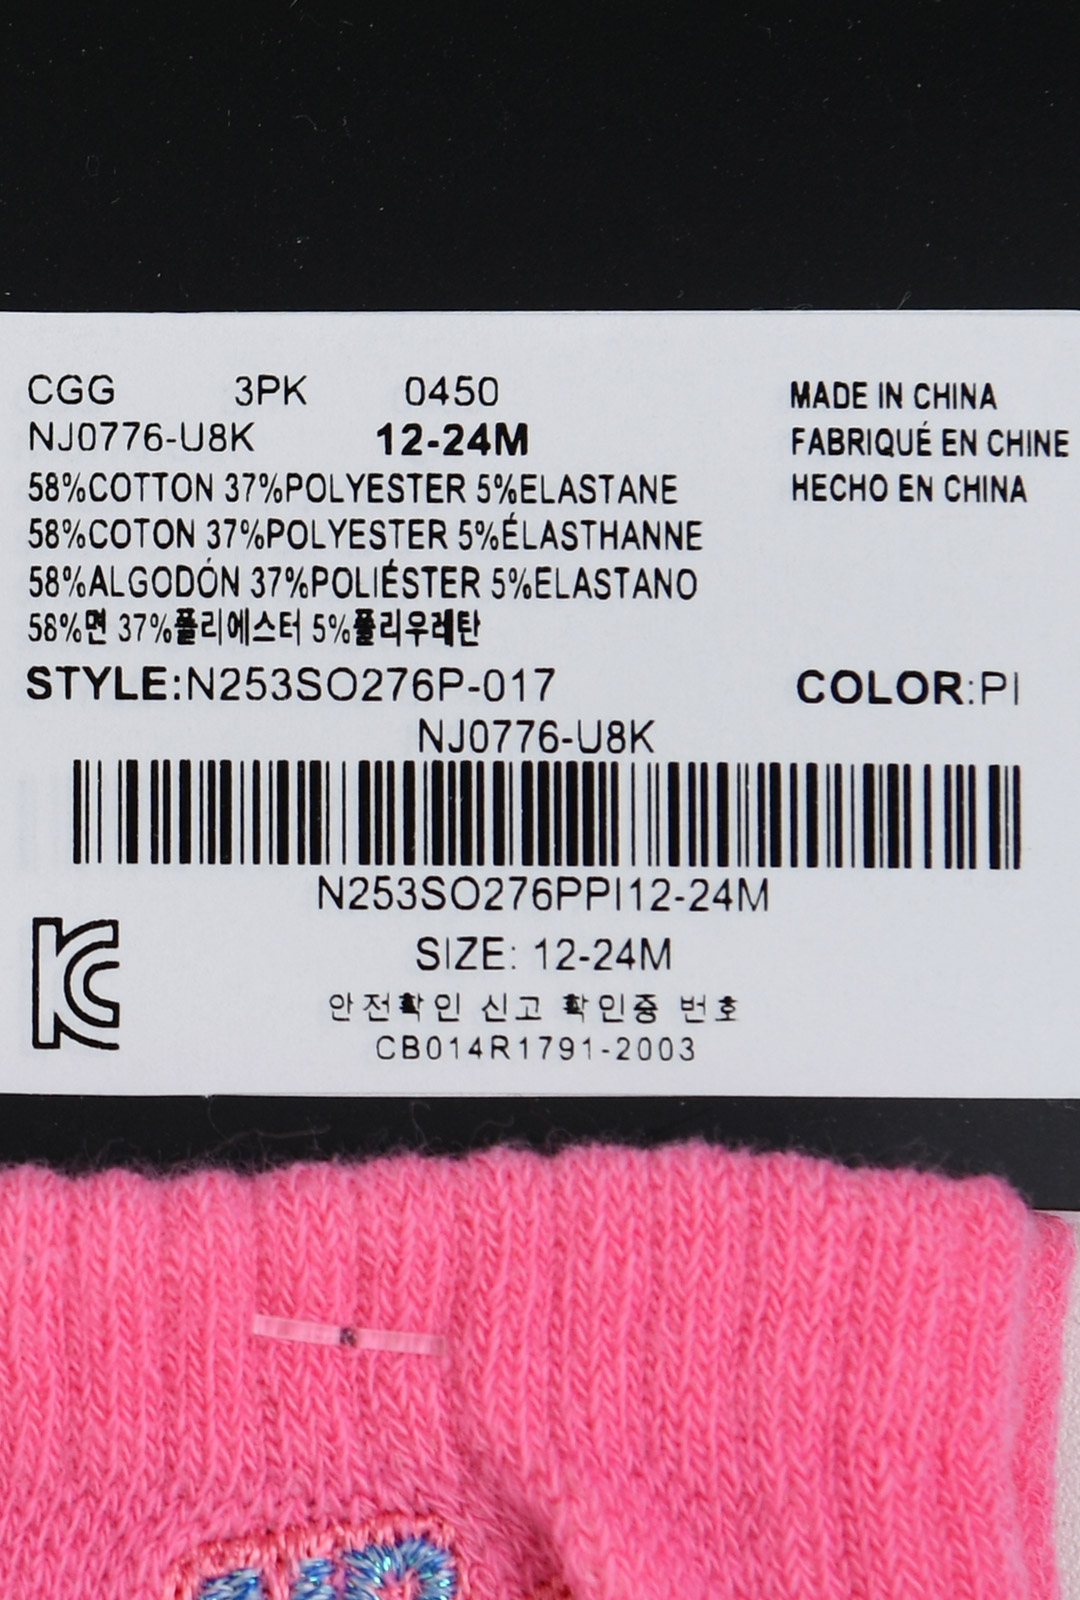 CGG 3PK 0450
NJ0776-U8K 12-24M
58%COTTON 37%POLYESTER 5%ELASTANE
58%COTON 37%POLYESTER 5%ÉLASTHANNE
58%ALGODÓN 37%POLIÉSTER 5%ELASTANO
58%면 37%폴리에스터 5%폴리우레탄
MADE IN CHINA
FABRIQUÉ EN CHINE
HECHO EN CHINA
STYLE:N253SO276P-017 COLOR:PI
NJ0776-U8K
N253SO276PPI12-24M
SIZE: 12-24M
안전확인 신고 확인증 번호
CB014R1791-2003
KC